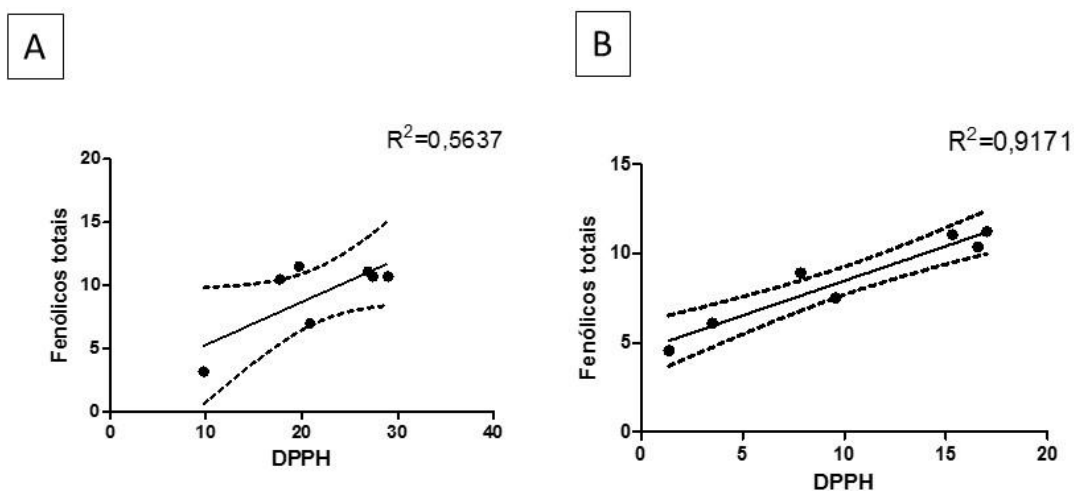 A
R²=0,5637
20
15
10
5
0
Fenólicos totais
0 10 20 30 40
DPPH
B
R²=0,9171
15
10
5
0
Fenólicos totais
0 5 10 15 20
DPPH